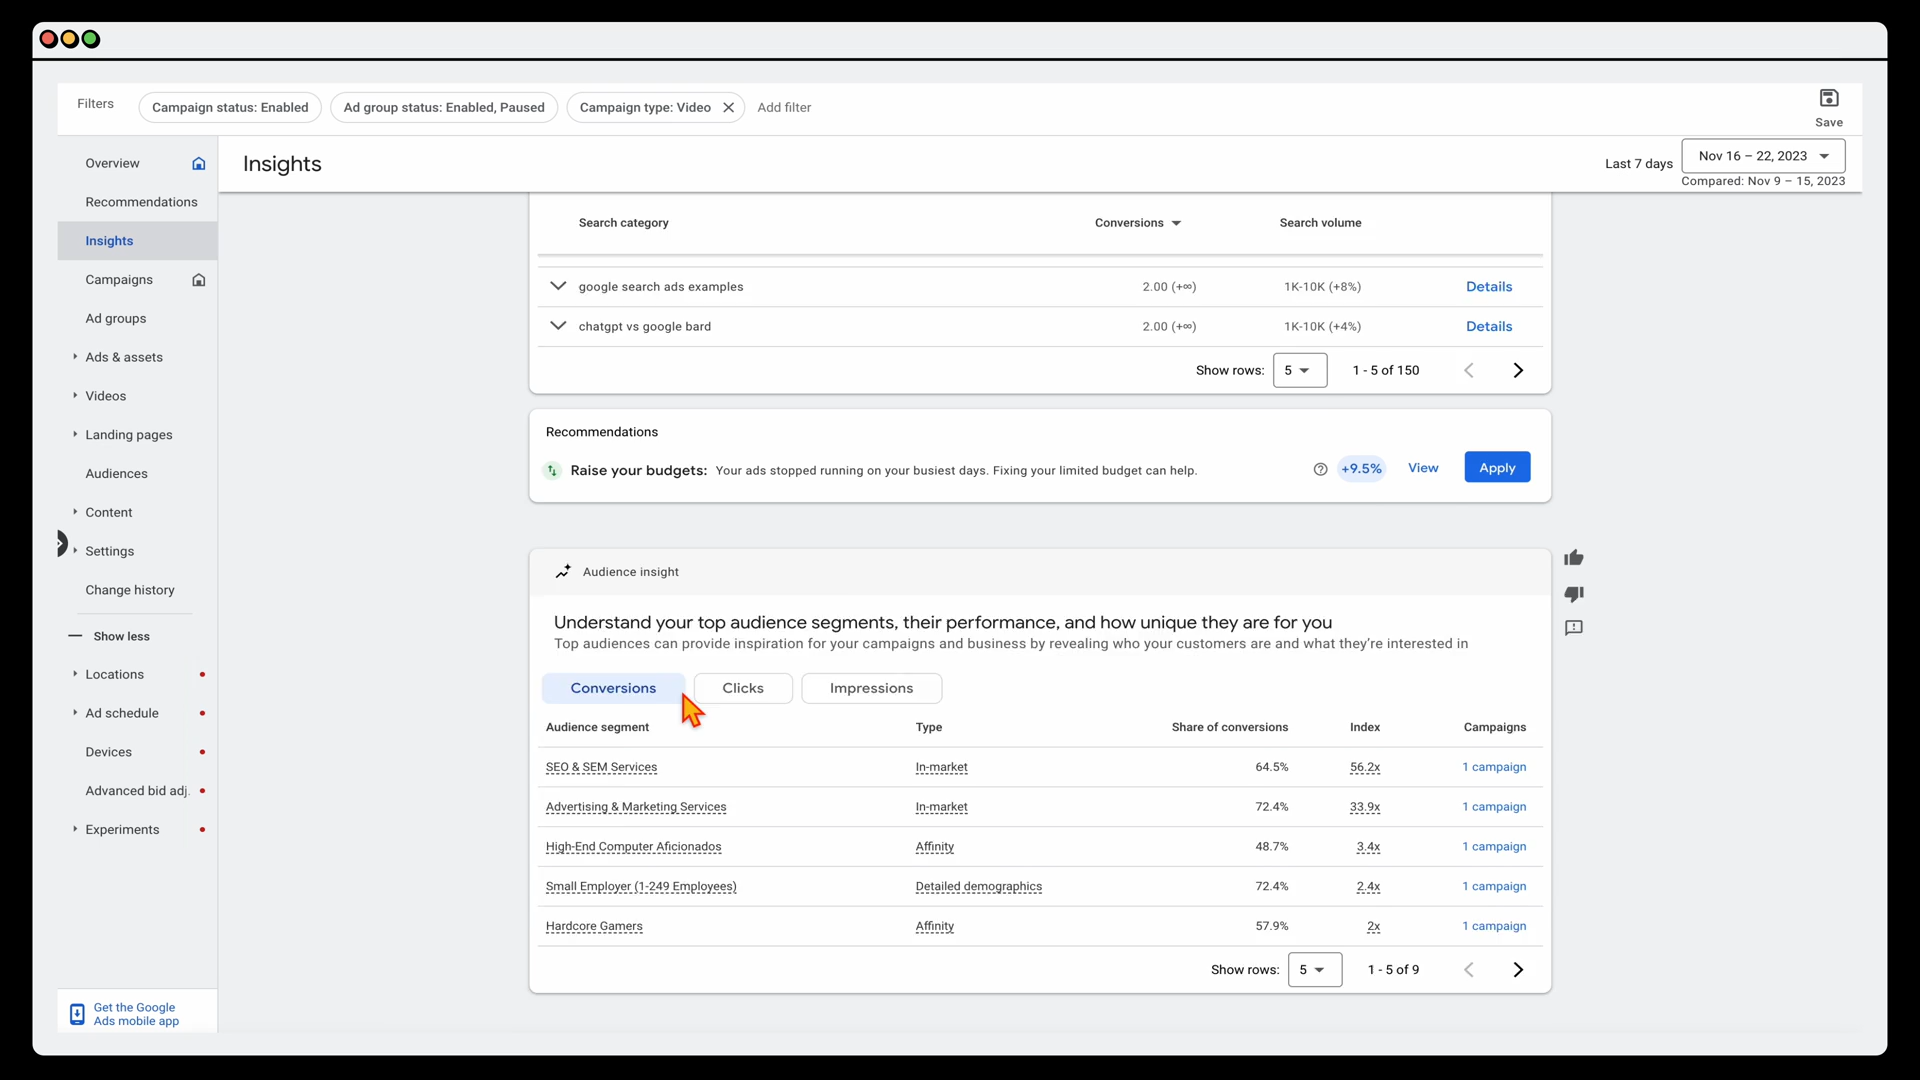 Filters
Campaign status: Enabled
Ad group status: Enabled, Paused
Campaign type: Video
Add filter
Save
Overview
Recommendations
Insights
Campaigns
Ad groups
Ads & assets
Videos
Landing pages
Audiences
Content
Settings
Change history
Show less
Locations
Ad schedule
Devices
Advanced bid adj.
Experiments
Get the Google
Ads mobile app
Insights
Last 7 days
Nov 16 – 22, 2023
Compared: Nov 9 – 15, 2023
Search category Conversions Search volume
google search ads examples 2.00 (+∞) 1K-10K (+8%) Details
chatgpt vs google bard 2.00 (+∞) 1K-10K (+4%) Details
Show rows: 5 1 - 5 of 150
Recommendations
Raise your budgets: Your ads stopped running on your busiest days. Fixing your limited budget can help. +9.5% View Apply
Audience insight
Understand your top audience segments, their performance, and how unique they are for you
Top audiences can provide inspiration for your campaigns and business by revealing who your customers are and what they're interested in
Conversions Clicks Impressions
Audience segment Type Share of conversions Index Campaigns
SEO & SEM Services In-market 64.5% 56.2x 1 campaign
Advertising & Marketing Services In-market 72.4% 33.9x 1 campaign
High-End Computer Aficionados Affinity 48.7% 3.4x 1 campaign
Small Employer (1-249 Employees) Detailed demographics 72.4% 2.4x 1 campaign
Hardcore Gamers Affinity 57.9% 2x 1 campaign
Show rows: 5 1 - 5 of 9